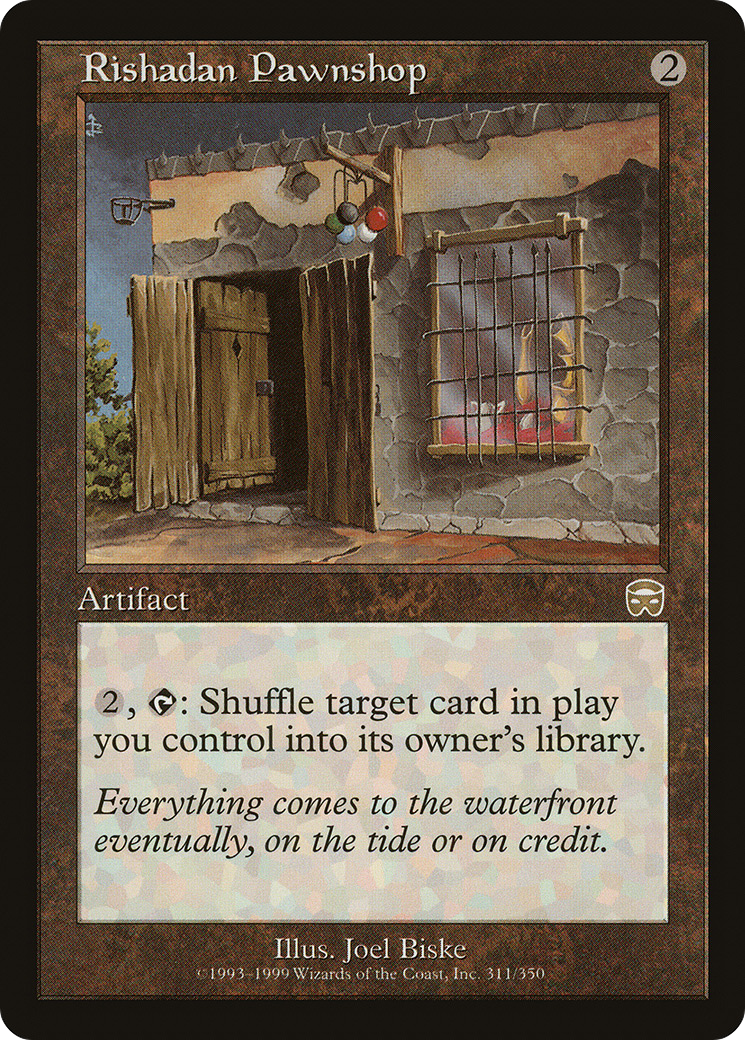 Rishadan Pawnshop 2
Artifact
2, : Shuffle target card in play
you control into its owner's library.
Everything comes to the waterfront
eventually, on the tide or on credit.
Illus. Joel Biske
©1993–1999 Wizards of the Coast, Inc. 311/350